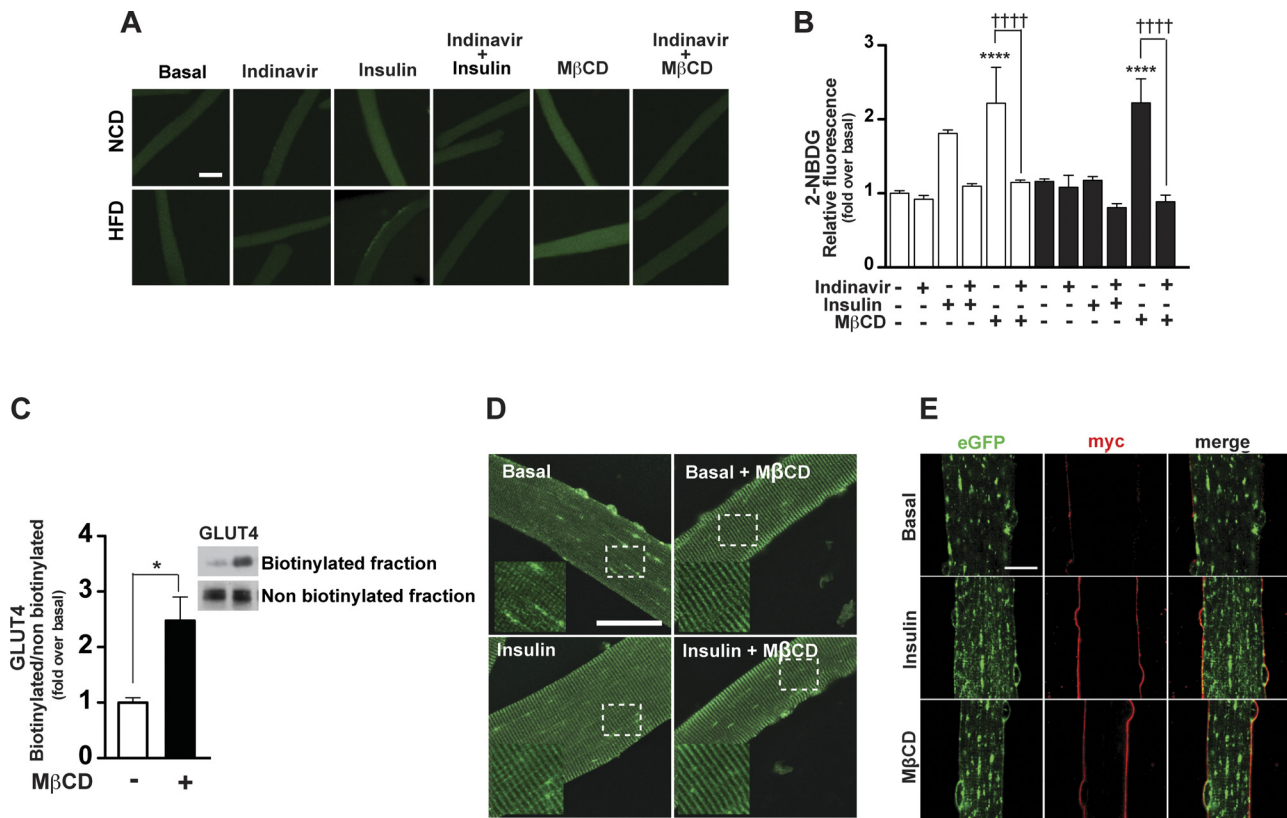 A
Basal
Indinavir
Insulin
Indinavir
+
Insulin
MβCD
Indinavir
+
MβCD
NCD
HFD
B
2-NBDG
Relative fluorescence
(fold over basal)
3
2
1
0
††††
††††
****
****
Indinavir - + - + - + - + - + - +
Insulin - - + + - - - - + + - -
MβCD - - - - + + - - - - + +
C
GLUT4
Biotinylated/non biotinylated
(fold over basal)
4
3
2
1
0
*
GLUT4
Biotinylated fraction
Non biotinylated fraction
MβCD - +
D
Basal
Basal + MβCD
Insulin
Insulin + MβCD
E
eGFP
myc
merge
Basal
Insulin
MβCD